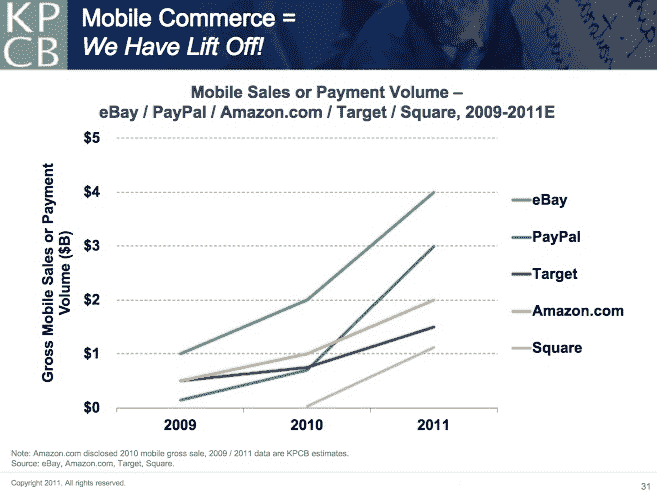 KP
CB
Mobile Commerce =
We Have Lift Off!
Mobile Sales or Payment Volume –
eBay / PayPal / Amazon.com / Target / Square, 2009-2011E
Gross Mobile Sales or Payment
Volume ($B)
$5
$4
$3
$2
$1
$0
2009
2010
2011
eBay
PayPal
Target
Amazon.com
Square
Note: Amazon.com disclosed 2010 mobile gross sale, 2009 / 2011 data are KPCB estimates.
Source: eBay, Amazon.com, Target, Square.
Copyright 2011. All rights reserved.
31